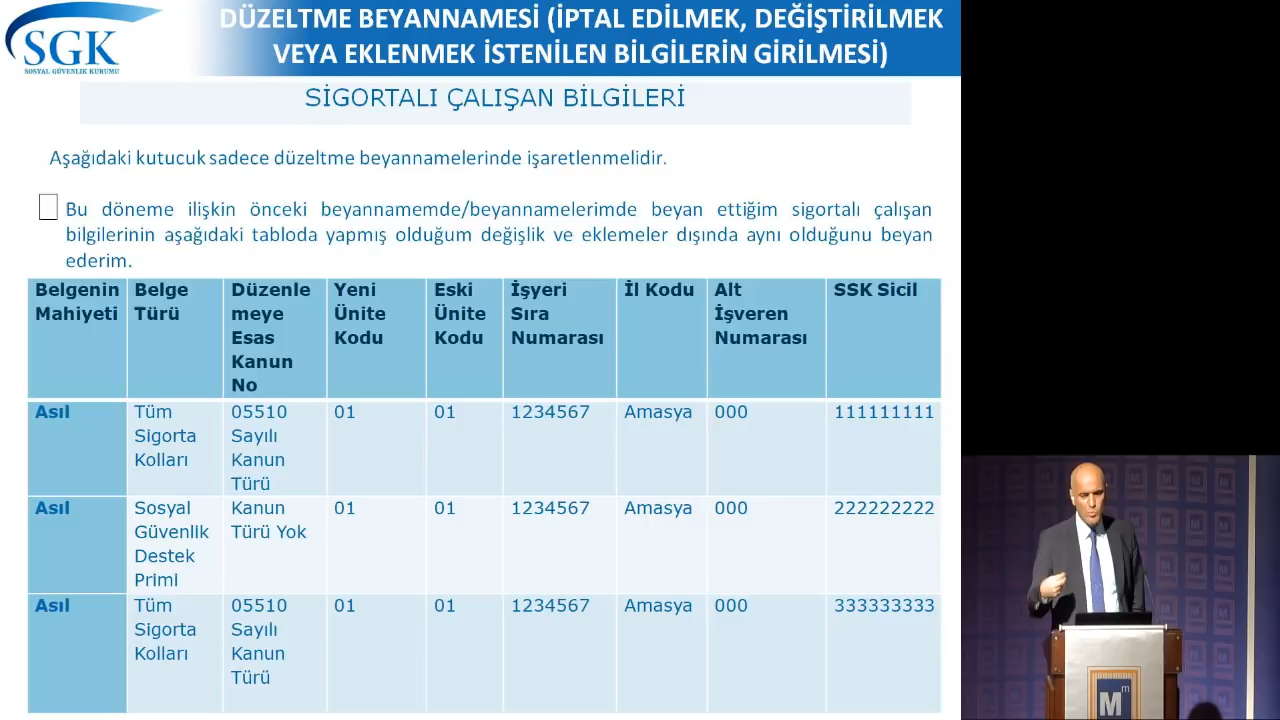 SGK
SOSYAL GÜVENLİK KURUMU
DÜZELTME BEYANNAMESİ (İPTAL EDİLMEK, DEĞİŞTİRİLMEK
VEYA EKLENMEK İSTENİLEN BİLGİLERİN GİRİLMESİ)
SİGORTALI ÇALIŞAN BİLGİLERİ
Aşağıdaki kutucuk sadece düzeltme beyannamelerinde işaretlenmelidir.
Bu döneme ilişkin önceki beyannamemde/beyannamelerimde beyan ettiğim sigortalı çalışan
bilgilerinin aşağıdaki tabloda yapmış olduğum değişlik ve eklemeler dışında aynı olduğunu beyan
ederim.
Belgenin Mahiyeti | Belge Türü | Düzenle meye Esas Kanun No | Yeni Ünite Kodu | Eski Ünite Kodu | İşyeri Sıra Numarası | İl Kodu | Alt İşveren Numarası | SSK Sicil
Asıl | Tüm Sigorta Kolları | 05510 Sayılı Kanun Türü | 01 | 01 | 1234567 | Amasya | 000 | 111111111
Asıl | Sosyal Güvenlik Destek Primi | Kanun Türü Yok | 01 | 01 | 1234567 | Amasya | 000 | 222222222
Asıl | Tüm Sigorta Kolları | 05510 Sayılı Kanun Türü | 01 | 01 | 1234567 | Amasya | 000 | 333333333
Mm